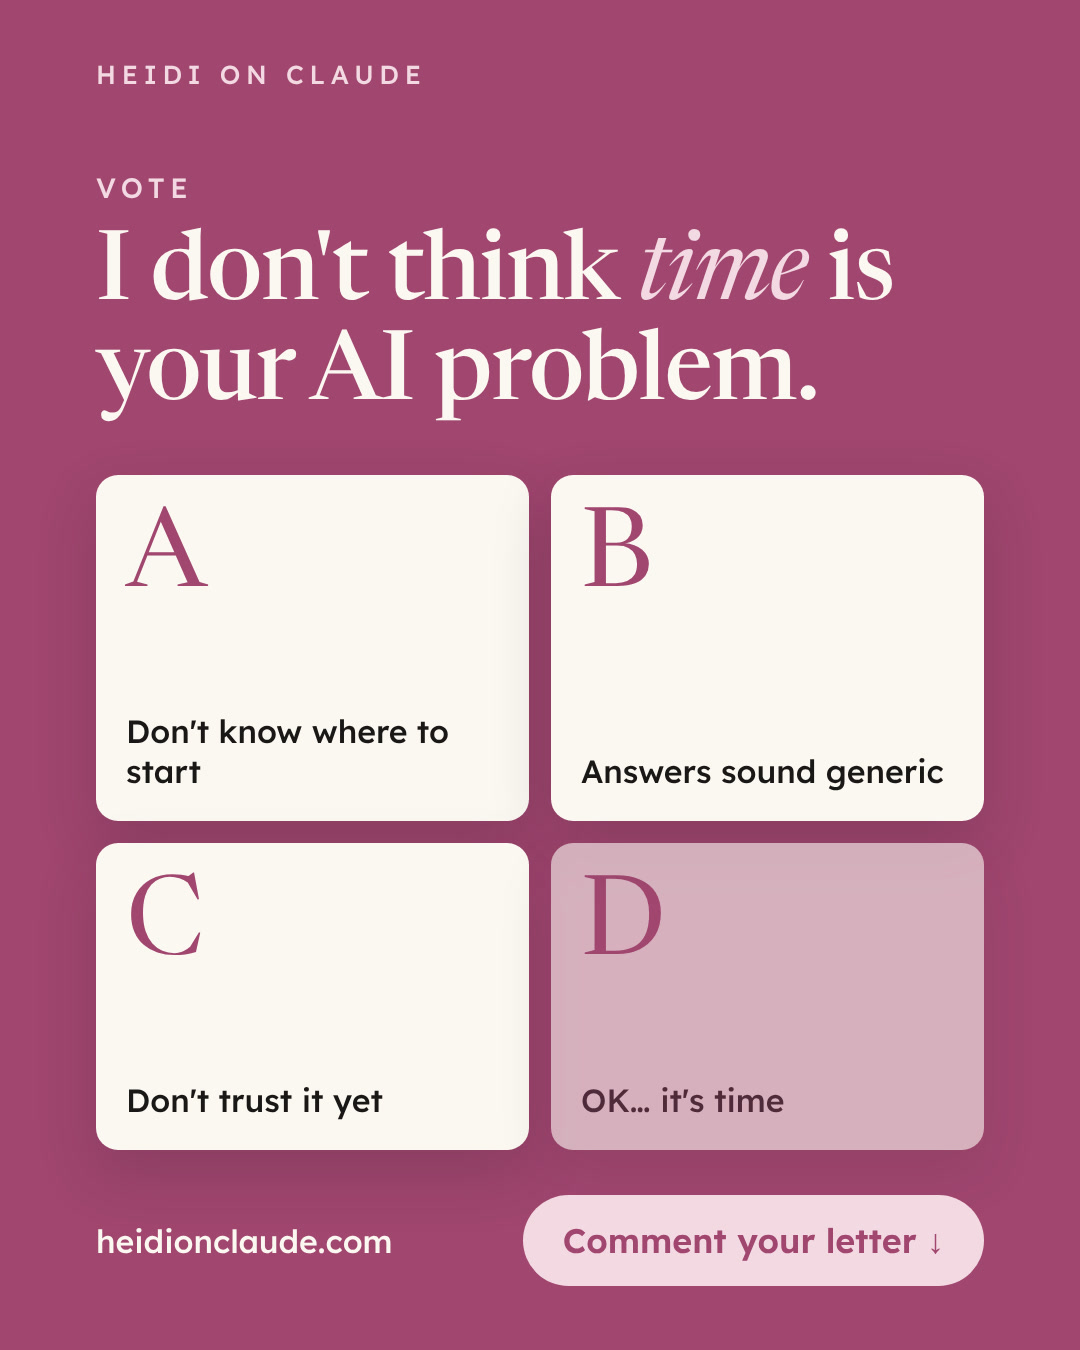 HEIDI ON CLAUDE
VOTE
I don't think time is
your AI problem.
A
Don't know where to
start
B
Answers sound generic
C
Don't trust it yet
D
OK... it's time
heidionclaude.com
Comment your letter ↓